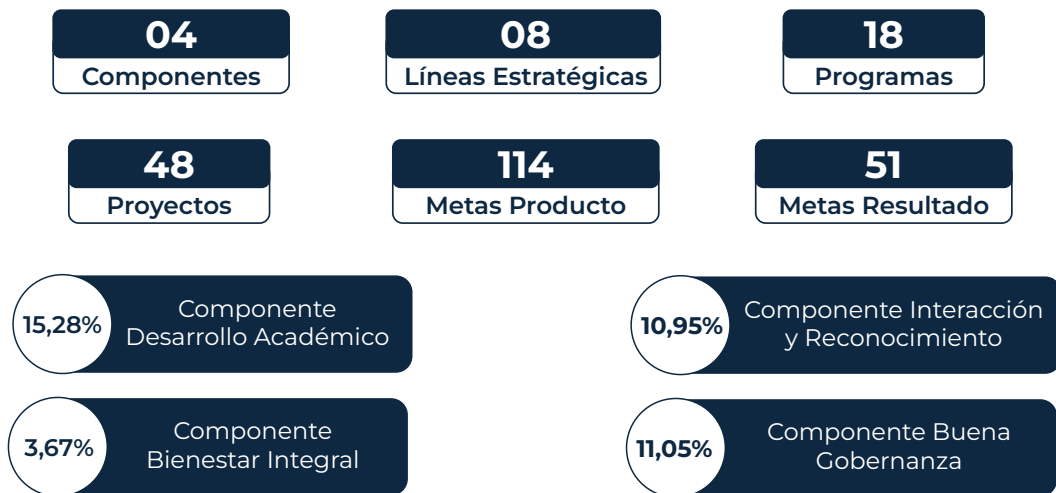 04
Componentes
08
Líneas Estratégicas
18
Programas
48
Proyectos
114
Metas Producto
51
Metas Resultado
15,28%
Componente
Desarrollo Académico
10,95%
Componente Interacción
y Reconocimiento
3,67%
Componente
Bienestar Integral
11,05%
Componente Buena
Gobernanza